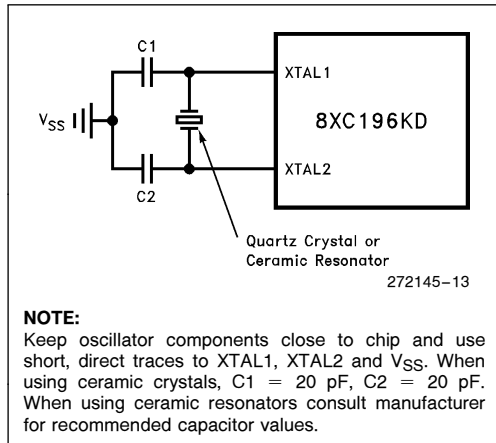 C1
XTAL1
8XC196KD
VSS
XTAL2
C2
Quartz Crystal or
Ceramic Resonator
272145–13
NOTE:
Keep oscillator components close to chip and use
short, direct traces to XTAL1, XTAL2 and VSS. When
using ceramic crystals, C1 = 20 pF, C2 = 20 pF.
When using ceramic resonators consult manufacturer
for recommended capacitor values.